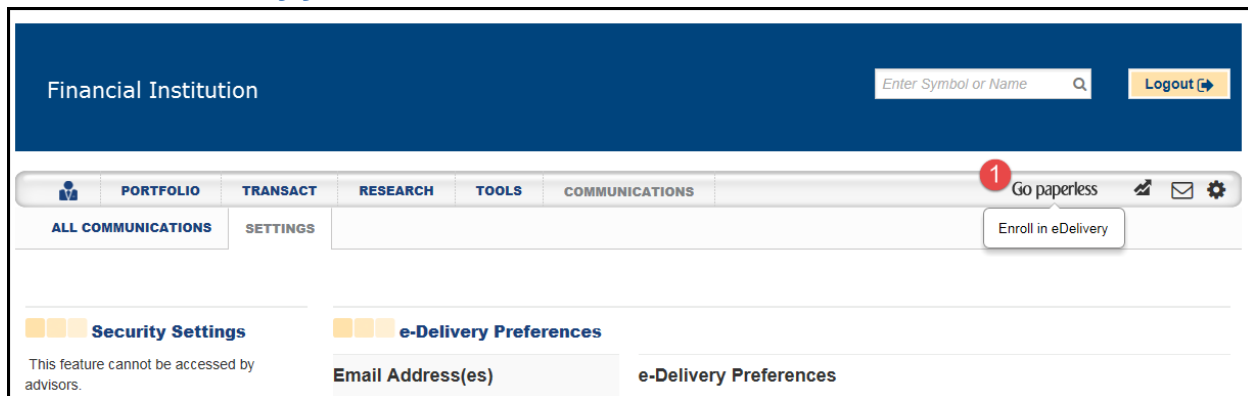 Financial Institution
Enter Symbol or Name
Logout
1
PORTFOLIO TRANSACT RESEARCH TOOLS COMMUNICATIONS Go paperless
ALL COMMUNICATIONS SETTINGS
Enroll in eDelivery
Security Settings
e-Delivery Preferences
This feature cannot be accessed by
advisors.
Email Address(es)
e-Delivery Preferences